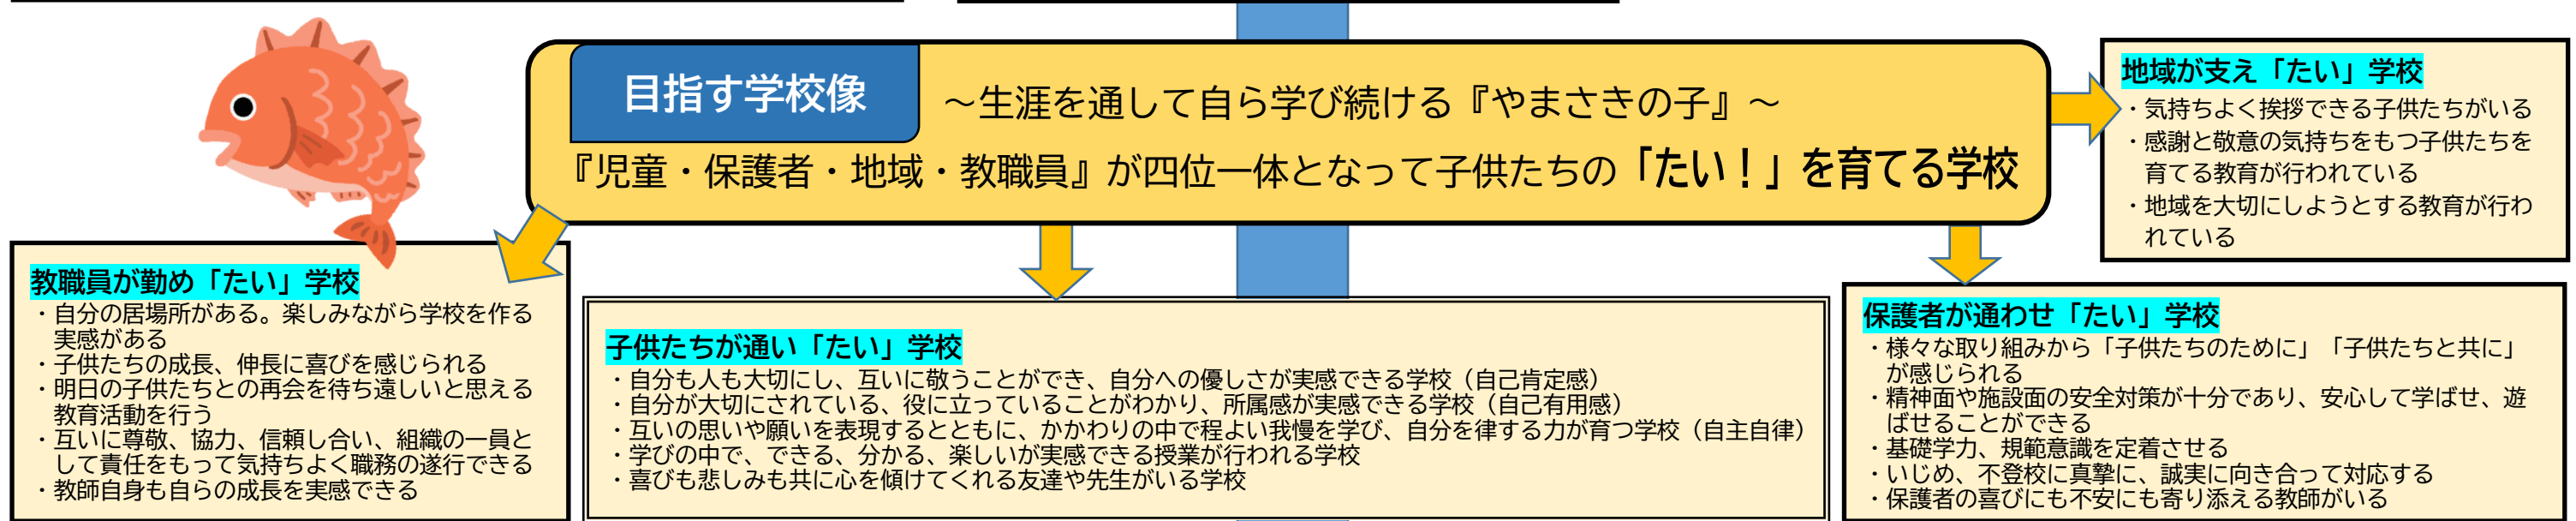 目指す学校像
～生涯を通して自ら学び続ける『やまさきの子』～
『児童・保護者・地域・教職員』が四位一体となって子供たちの「たい！」を育てる学校
地域が支え「たい」学校
・気持ちよく挨拶できる子供たちがいる
・感謝と敬意の気持ちをもつ子供たちを
育てる教育が行われている
・地域を大切にしようとする教育が行わ
れている
教職員が勤め「たい」学校
・自分の居場所がある。楽しみながら学校を作る
実感がある
・子供たちの成長、伸長に喜びを感じられる
・明日の子供たちとの再会を待ち遠しいと思える
教育活動を行う
・互いに尊敬、協力、信頼し合い、組織の一員と
して責任をもって気持ちよく職務の遂行できる
・教師自身も自らの成長を実感できる
子供たちが通い「たい」学校
・自分も人も大切にし、互いに敬うことができ、自分への優しさが実感できる学校（自己肯定感）
・自分が大切にされている、役に立っていることがわかり、所属感が実感できる学校（自己有用感）
・互いの思いや願いを表現するとともに、かかわりの中で程よい我慢を学び、自分を律する力が育つ学校（自主自律）
・学びの中で、できる、分かる、楽しいが実感できる授業が行われる学校
・喜びも悲しみも共に心を傾けてくれる友達や先生がいる学校
保護者が通わせ「たい」学校
・様々な取り組みから「子供たちのために」「子供たちと共に」
が感じられる
・精神面や施設面の安全対策が十分であり、安心して学ばせ、遊
ばせることができる
・基礎学力、規範意識を定着させる
・いじめ、不登校に真摯に、誠実に向き合って対応する
・保護者の喜びにも不安にも寄り添える教師がいる